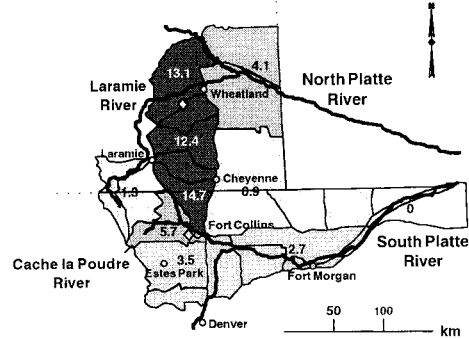 13.1
4.1
Laramie
River
Wheatland
North Platte
River
12.4
Laramie
Cheyenne
1.3
14.7
0.9
0
5.7
Fort Collins
South Platte
River
2.7
Cache la Poudre
River
3.5
Estes Park
Fort Morgan
Denver
50
100
km